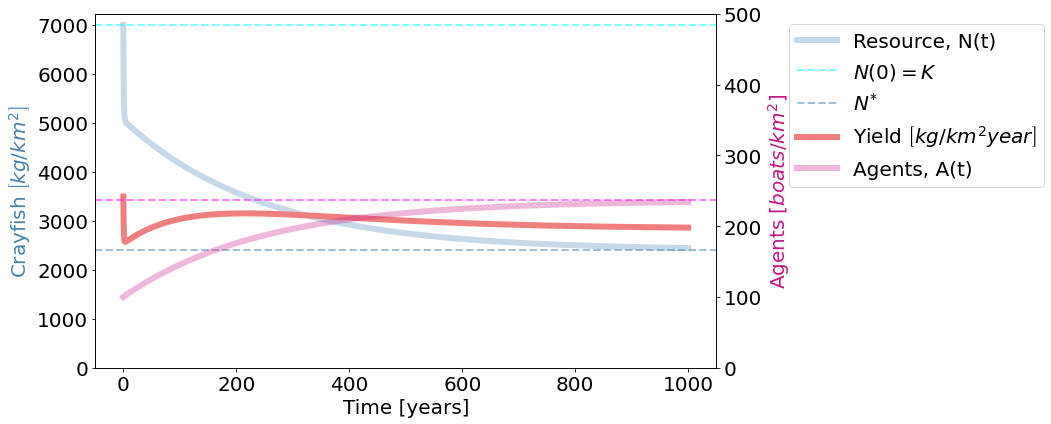 7000
6000
5000
4000
3000
2000
1000
0
Crayfish [kg/km²]
0 200 400 600 800 1000
Time [years]
500
400
300
200
100
0
Agents [boats/km²]
Resource, N(t)
N(0) = K
N*
Yield [kg/km²year]
Agents, A(t)